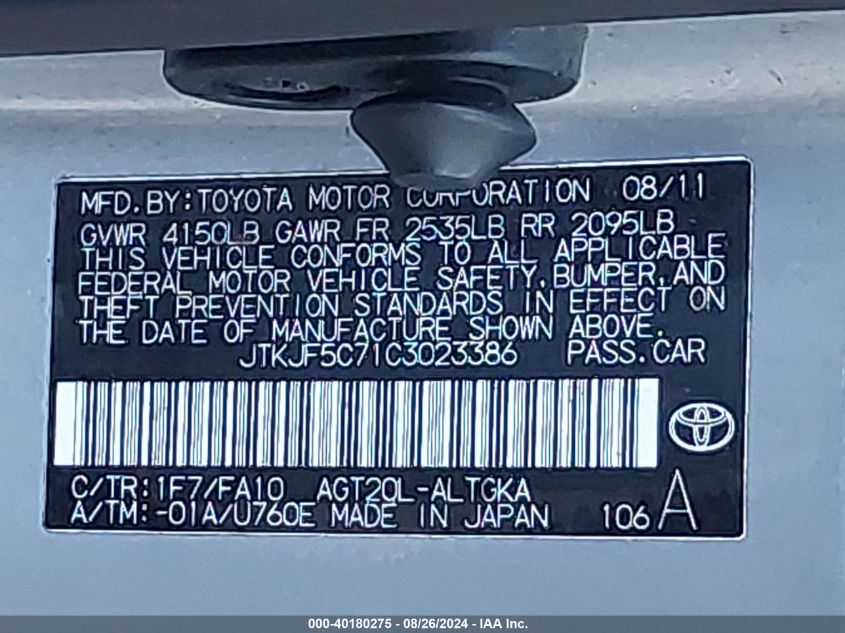 MFD.BY:TOYOTA MOTOR CORPORATION 08/11
GVWR 4150LB GAWR FR 2535LB RR 2095LB
THIS VEHICLE CONFORMS TO ALL APPLICABLE
FEDERAL MOTOR VEHICLE SAFETY,BUMPER,AND
THEFT PREVENTION STANDARDS IN EFFECT ON
THE DATE OF MANUFACTURE SHOWN ABOVE.
JTKJF5C71C3023386 PASS.CAR
C/TR:1F7/FA10 AGT20L-ALTGKA
A/TM:-01A/U760E MADE IN JAPAN 106 A
000-40180275 - 08/26/2024 - IAA Inc.